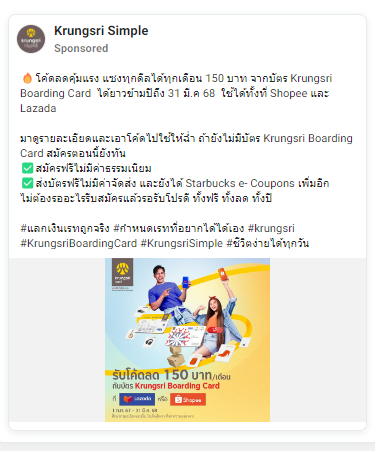 Krungsri Simple
Sponsored
🔥 โค้ดลดคุ้มแรง แซงทุกดีลได้ทุกเดือน 150 บาท จากบัตร Krungsri
Boarding Card ได้ยาวข้ามปีถึง 31 มี.ค 68 ใช้ได้ทั้งที่ Shopee และ
Lazada
มาดูรายละเอียดและเอาโค้ดไปใช้ให้ฉ่ำ ถ้ายังไม่มีบัตร Krungsri Boarding
Card สมัครตอนนี้ยังทัน
✅สมัครฟรีไม่มีค่าธรรมเนียม
✅ส่งบัตรฟรีไม่มีค่าจัดส่ง และยังได้ Starbucks e- Coupons เพิ่มอีก
ไม่ต้องรออะไรรีบสมัครแล้วรอรับโปรดิ ทั้งฟรี ทั้งลด ทั้งปี
#แลกเงินเรทถูกจริง #กำหนดเรทที่อยากได้ได้เอง #krungsri
#KrungsriBoardingCard #KrungsriSimple #ชีวิตง่ายได้ทุกวัน
krungsri
รับโค้ดลด 150 บาท/เดือน
กับบัตร Krungsri Boarding Card
ที่ Lazada หรือ Shopee
1 ก.ค. 67 - 31 มี.ค. 68